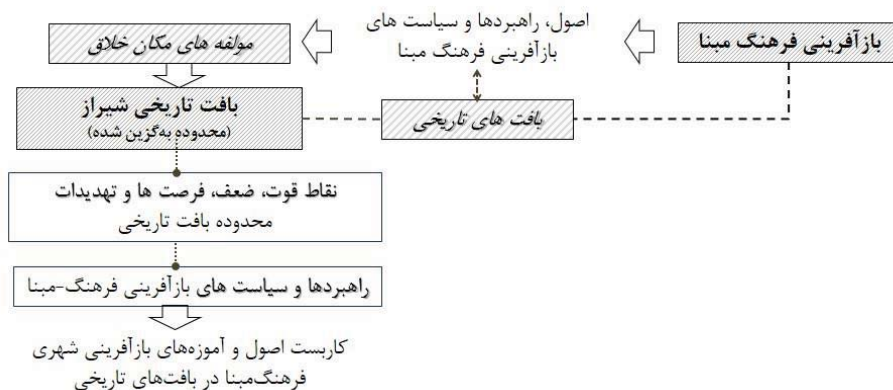 بازآفرینی فرهنگ مبنا
اصول، راهبردها و سیاست های
بازآفرینی فرهنگ مبنا
مولفه های مکان خلاق
بافت های تاریخی
بافت تاریخی شیراز
(محدوده به‌گزین شده)
نقاط قوت، ضعف، فرصت ها و تهدیدات
محدوده بافت تاریخی
راهبردها و سیاست های بازآفرینی فرهنگ-مبنا
کاربست اصول و آموزه‌های بازآفرینی شهری
فرهنگ‌مبنا در بافت‌های تاریخی